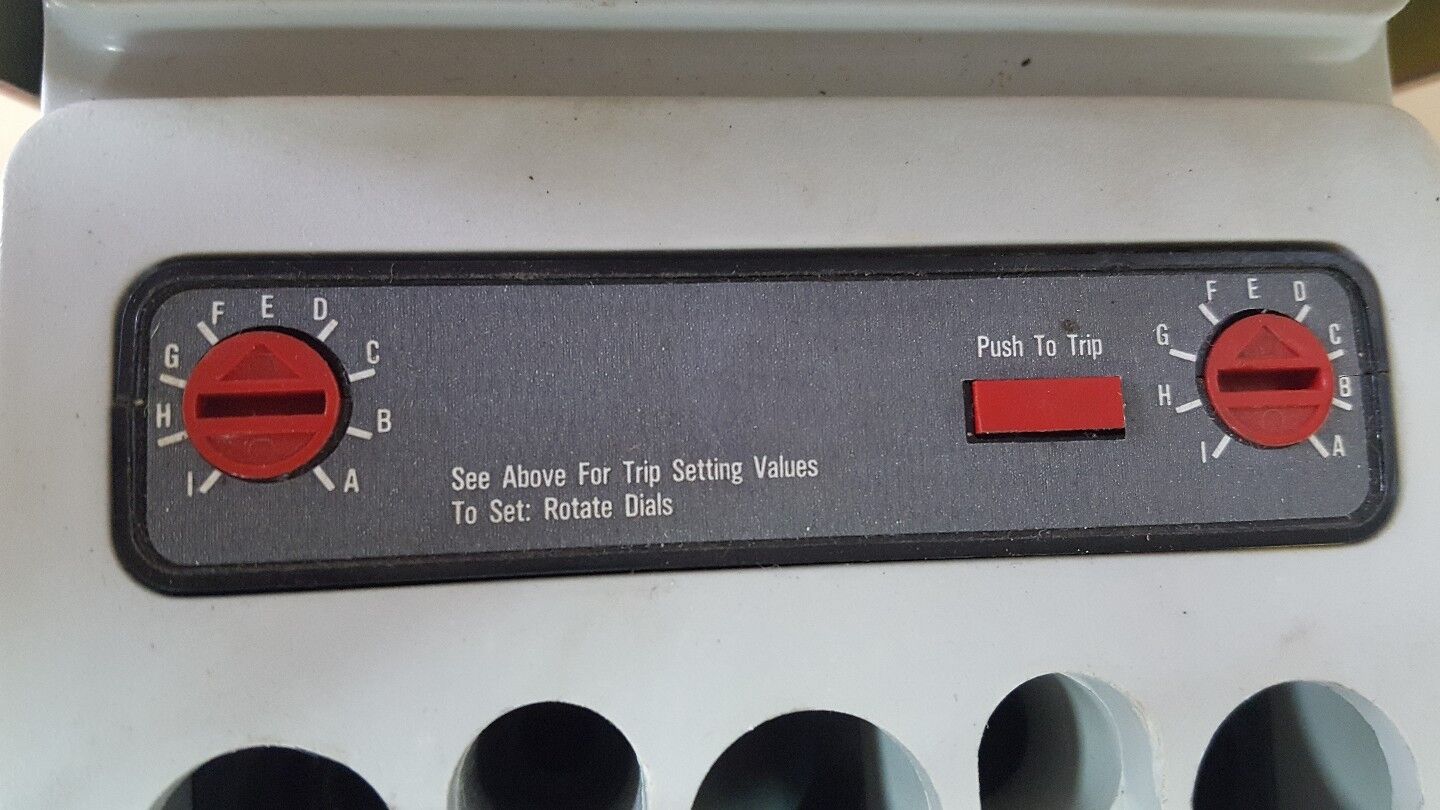 F E D
G C
H B
I A
Push To Trip
See Above For Trip Setting Values
To Set: Rotate Dials
F E D
G C
H B
I A